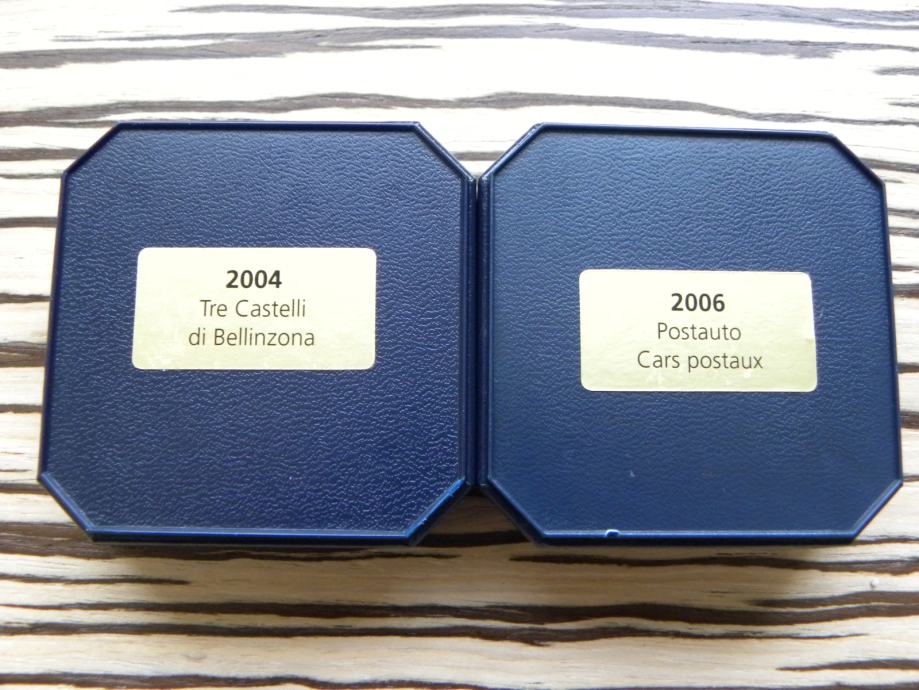 2004
Tre Castelli
di Bellinzona
2006
Postauto
Cars postaux